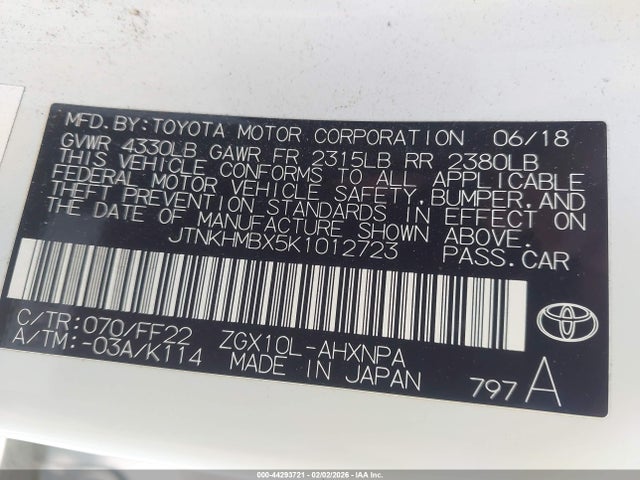 MFD.BY:TOYOTA MOTOR CORPORATION 06/18
GVWR 4330LB GAWR FR 2315LB RR 2380LB
THIS VEHICLE CONFORMS TO ALL APPLICABLE
FEDERAL MOTOR VEHICLE SAFETY,BUMPER,AND
THEFT PREVENTION STANDARDS IN EFFECT ON
THE DATE OF MANUFACTURE SHOWN ABOVE.
JTNKHMBX5K1012723 PASS.CAR
C/TR:070/FF22 ZGX10L-AHXNPA
A/TM:-03A/K114 MADE IN JAPAN 797A
000-44293721 - 02/02/2026 - IAA Inc.